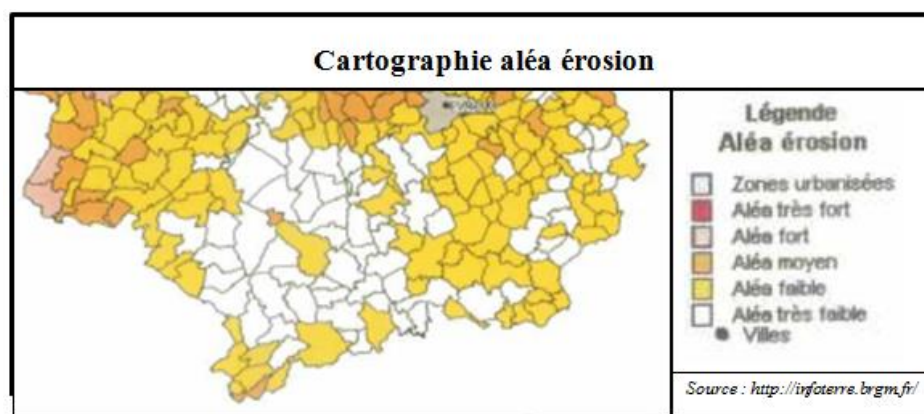 Cartographie aléa érosion
Légende
Aléa érosion
Zones urbanisées
Aléa très fort
Aléa fort
Aléa moyen
Aléa faible
Aléa très faible
Villes
Source : http://infoterre.brgm.fr/